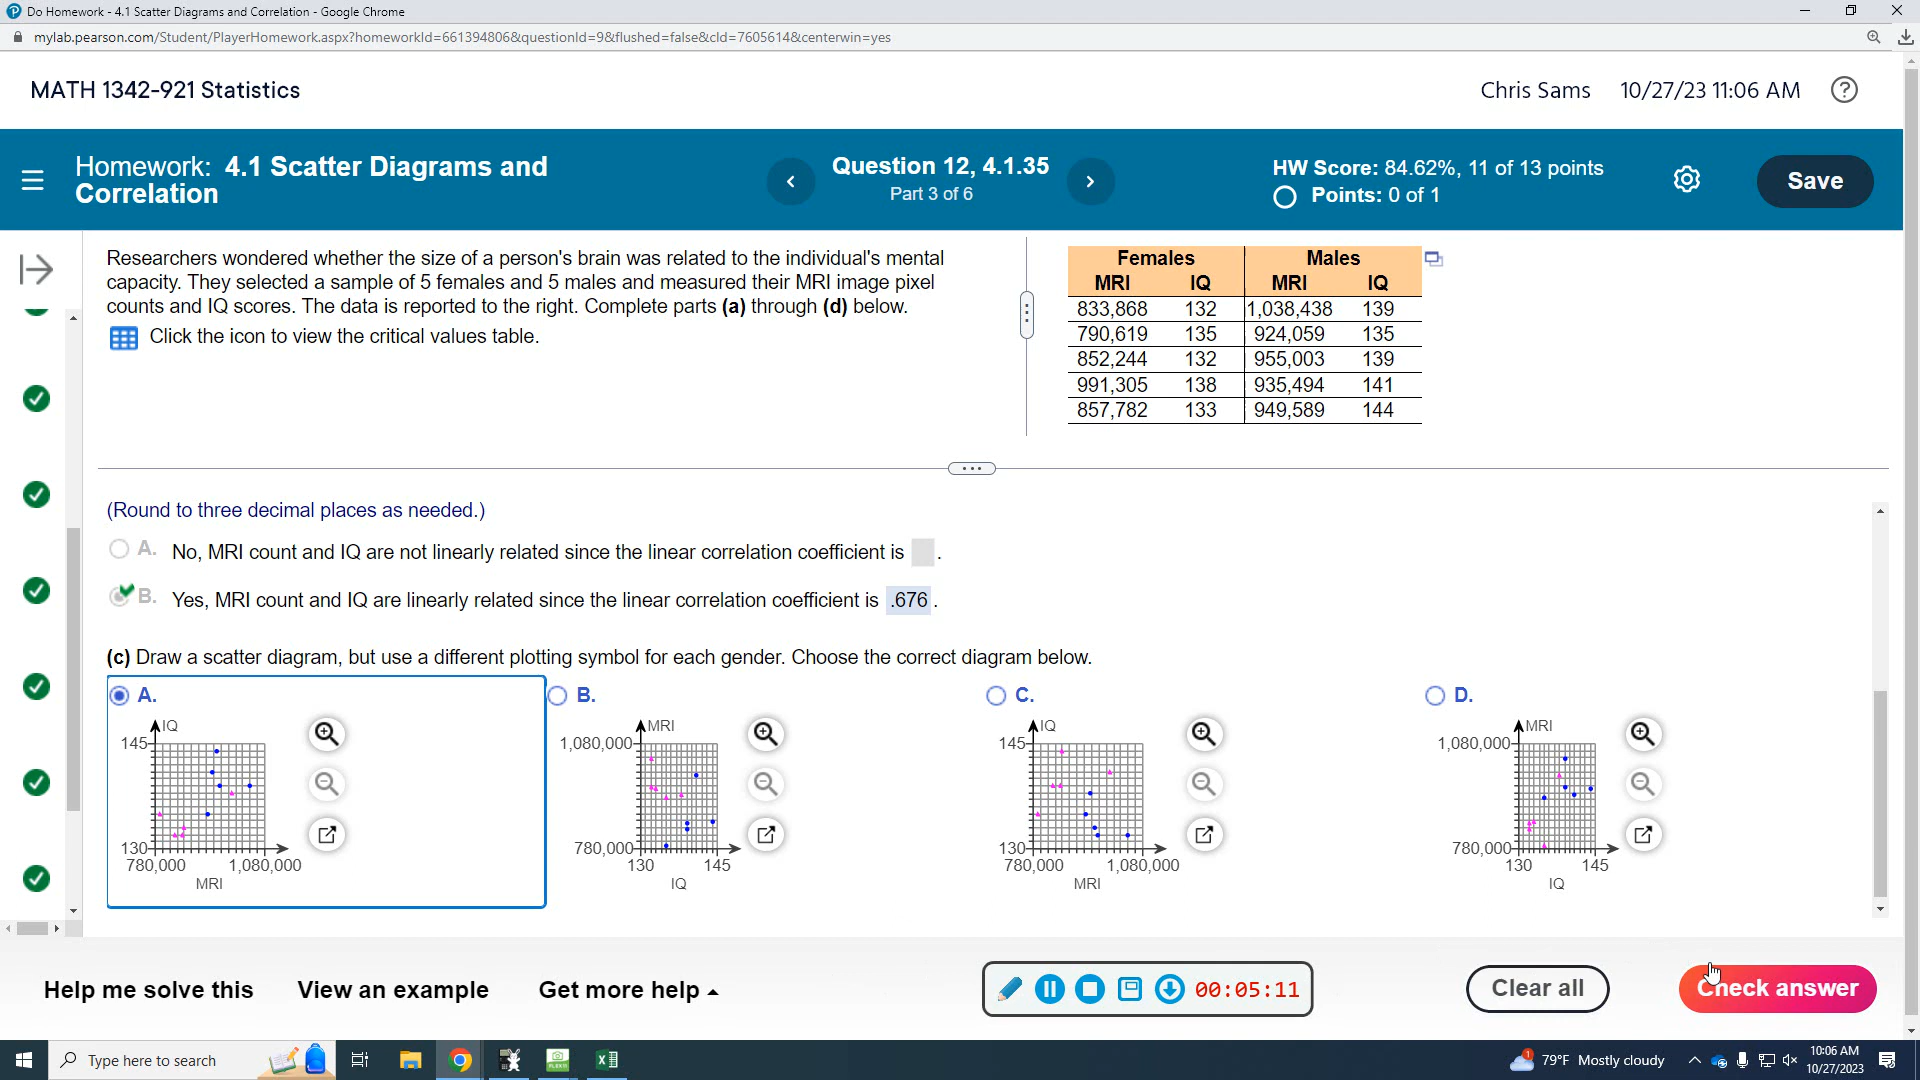 Do Homework - 4.1 Scatter Diagrams and Correlation - Google Chrome
mylab.pearson.com/Student/PlayerHomework.aspx?homeworkId=661394806&questionId=9&flushed=false&cId=7605614&centerwin=yes
MATH 1342-921 Statistics
Chris Sams 10/27/23 11:06 AM
Homework: 4.1 Scatter Diagrams and
Correlation
Question 12, 4.1.35
Part 3 of 6
HW Score: 84.62%, 11 of 13 points
Points: 0 of 1
Save
Researchers wondered whether the size of a person's brain was related to the individual's mental
capacity. They selected a sample of 5 females and 5 males and measured their MRI image pixel
counts and IQ scores. The data is reported to the right. Complete parts (a) through (d) below.
Click the icon to view the critical values table.
Females Males
MRI IQ MRI IQ
833,868 132 1,038,438 139
790,619 135 924,059 135
852,244 132 955,003 139
991,305 138 935,494 141
857,782 133 949,589 144
(Round to three decimal places as needed.)
A. No, MRI count and IQ are not linearly related since the linear correlation coefficient is .
B. Yes, MRI count and IQ are linearly related since the linear correlation coefficient is .676 .
(c) Draw a scatter diagram, but use a different plotting symbol for each gender. Choose the correct diagram below.
A.
IQ
145
130
780,000 1,080,000
MRI
B.
MRI
1,080,000
780,000
130 145
IQ
C.
IQ
145
130
780,000 1,080,000
MRI
D.
MRI
1,080,000
780,000
130 145
IQ
Help me solve this View an example Get more help
00:05:11
Clear all
Check answer
Type here to search
79°F Mostly cloudy
10:06 AM
10/27/2023